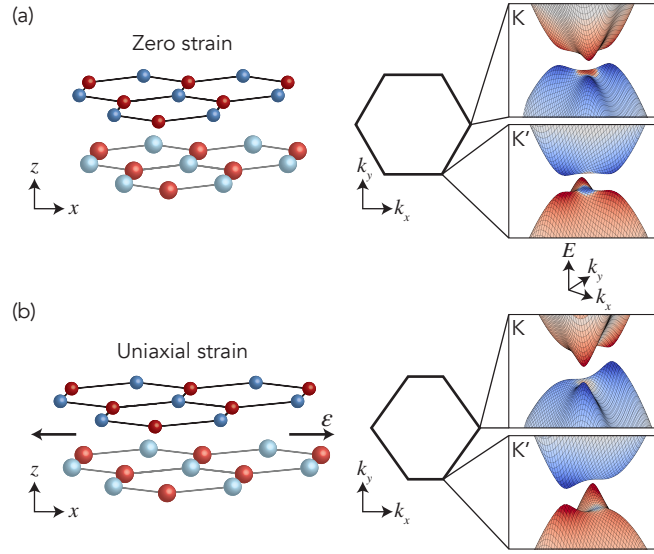 (a)
Zero strain
z
x
k_y
k_x
K
K′
E
k_y
k_x
(b)
Uniaxial strain
ε
z
x
k_y
k_x
K
K′